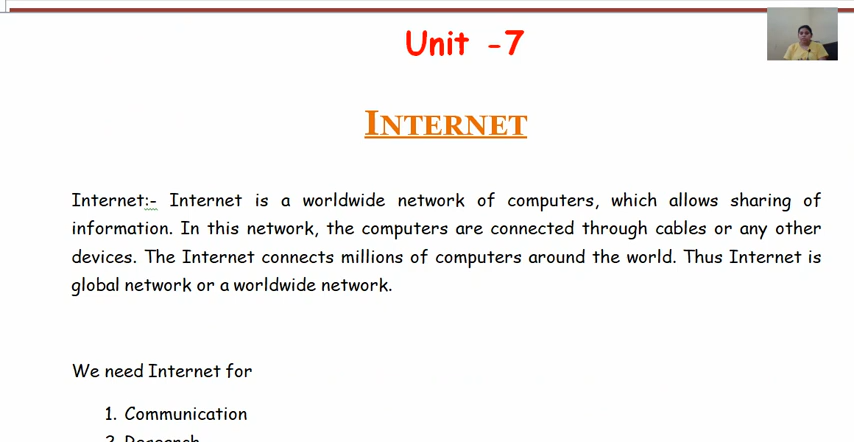 Unit -7
INTERNET
Internet:- Internet is a worldwide network of computers, which allows sharing of
information. In this network, the computers are connected through cables or any other
devices. The Internet connects millions of computers around the world. Thus Internet is
global network or a worldwide network.
We need Internet for
1. Communication
2. Research